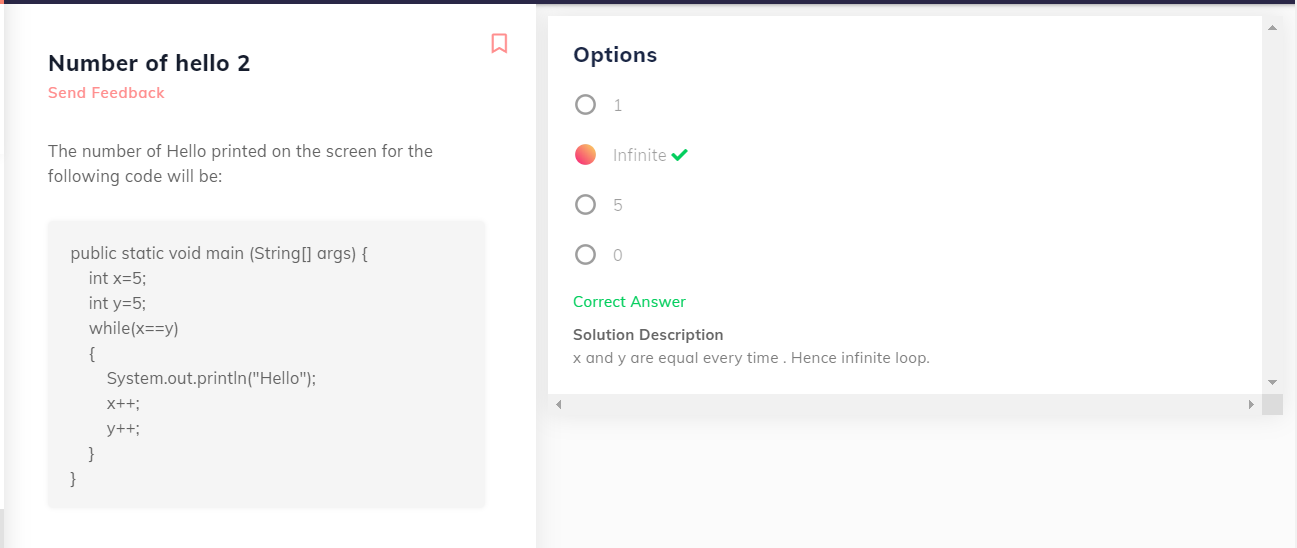 Number of hello 2
Send Feedback
The number of Hello printed on the screen for the
following code will be:
public static void main (String[] args) {
int x=5;
int y=5;
while(x==y)
{
System.out.println("Hello");
x++;
y++;
}
}
Options
1
Infinite
5
0
Correct Answer
Solution Description
x and y are equal every time . Hence infinite loop.